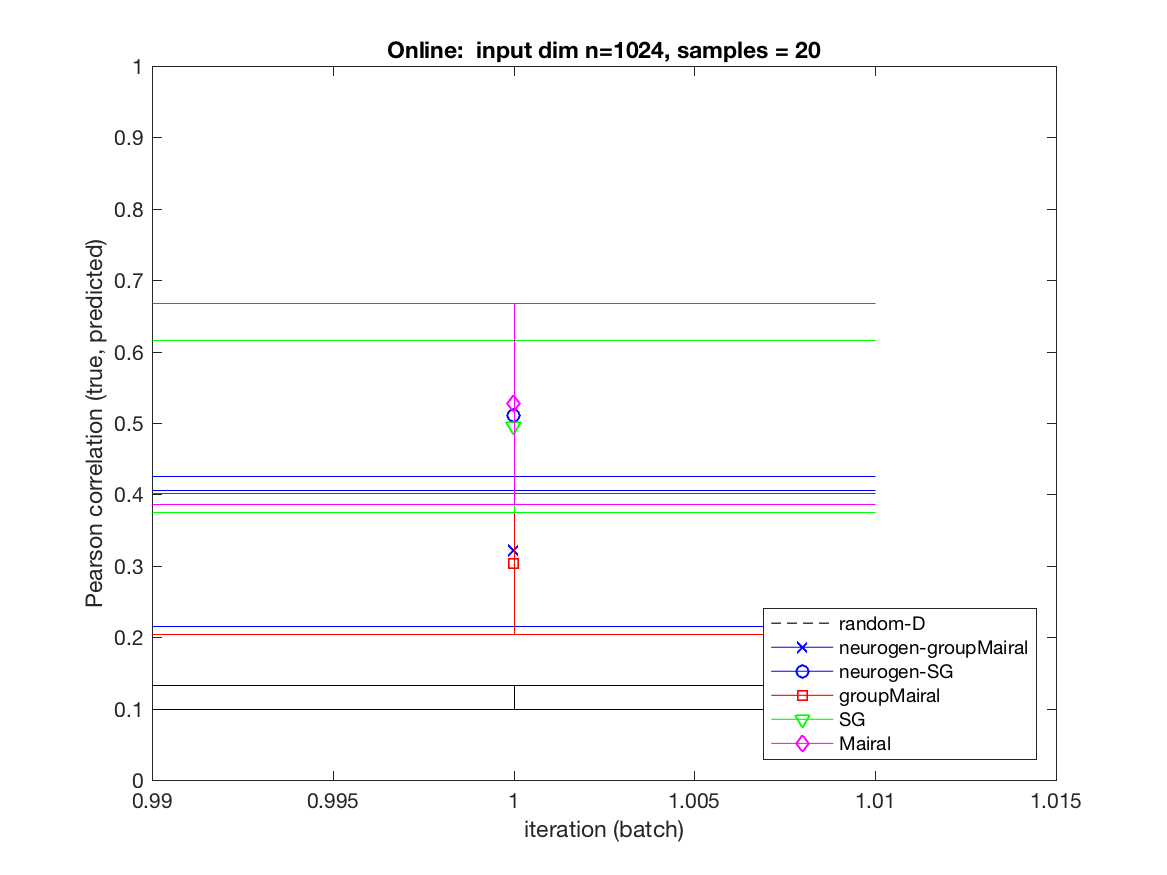 Online:  input dim n=1024, samples = 20
1
0.9
0.8
0.7
0.6
0.5
0.4
0.3
0.2
0.1
0
Pearson correlation (true, predicted)
random-D
neurogen-groupMairal
neurogen-SG
groupMairal
SG
Mairal
0.99 0.995 1 1.005 1.01 1.015
iteration (batch)